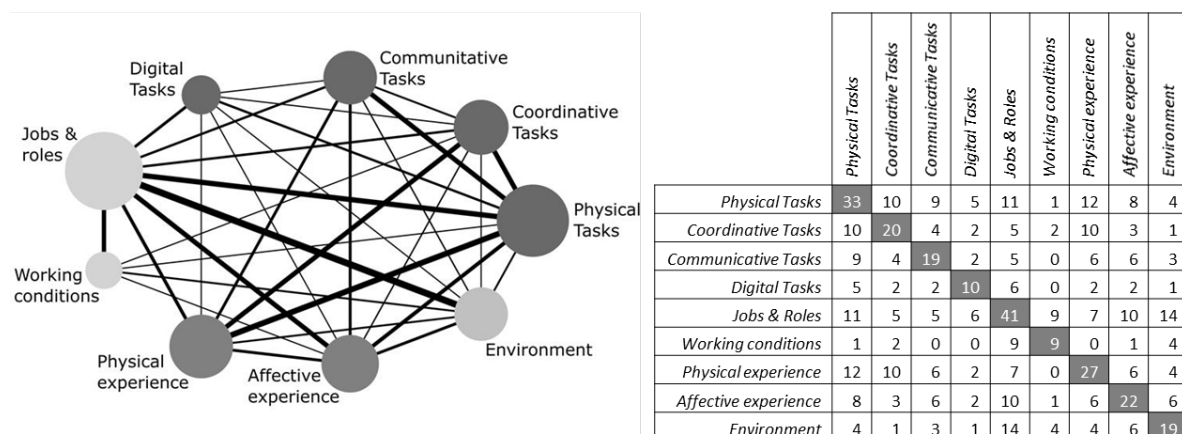 Communitative
Tasks
Digital
Tasks
Coordinative
Tasks
Jobs &
roles
Physical
Tasks
Working
conditions
Environment
Physical
experience
Affective
experience
Physical Tasks
Coordinative Tasks
Communicative Tasks
Digital Tasks
Jobs & Roles
Working conditions
Physical experience
Affective experience
Environment
Physical Tasks 33 10 9 5 11 1 12 8 4
Coordinative Tasks 10 20 4 2 5 2 10 3 1
Communicative Tasks 9 4 19 2 5 0 6 6 3
Digital Tasks 5 2 2 10 6 0 2 2 1
Jobs & Roles 11 5 5 6 41 9 7 10 14
Working conditions 1 2 0 0 9 9 0 1 4
Physical experience 12 10 6 2 7 0 27 6 4
Affective experience 8 3 6 2 10 1 6 22 6
Environment 4 1 3 1 14 4 4 6 19